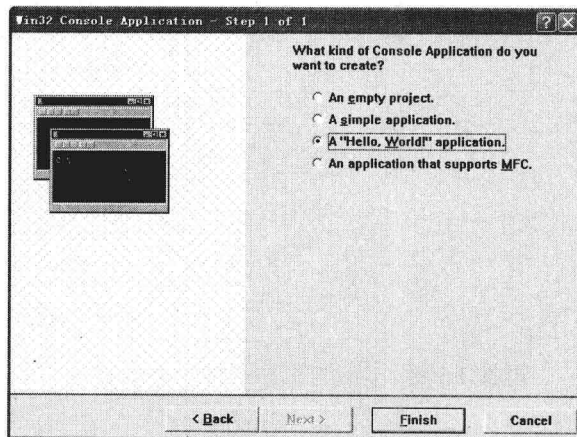 Win32 Console Application - Step 1 of 1
What kind of Console Application do you
want to create?
An empty project.
A simple application.
A "Hello, World!" application.
An application that supports MFC.
< Back
Next >
Finish
Cancel